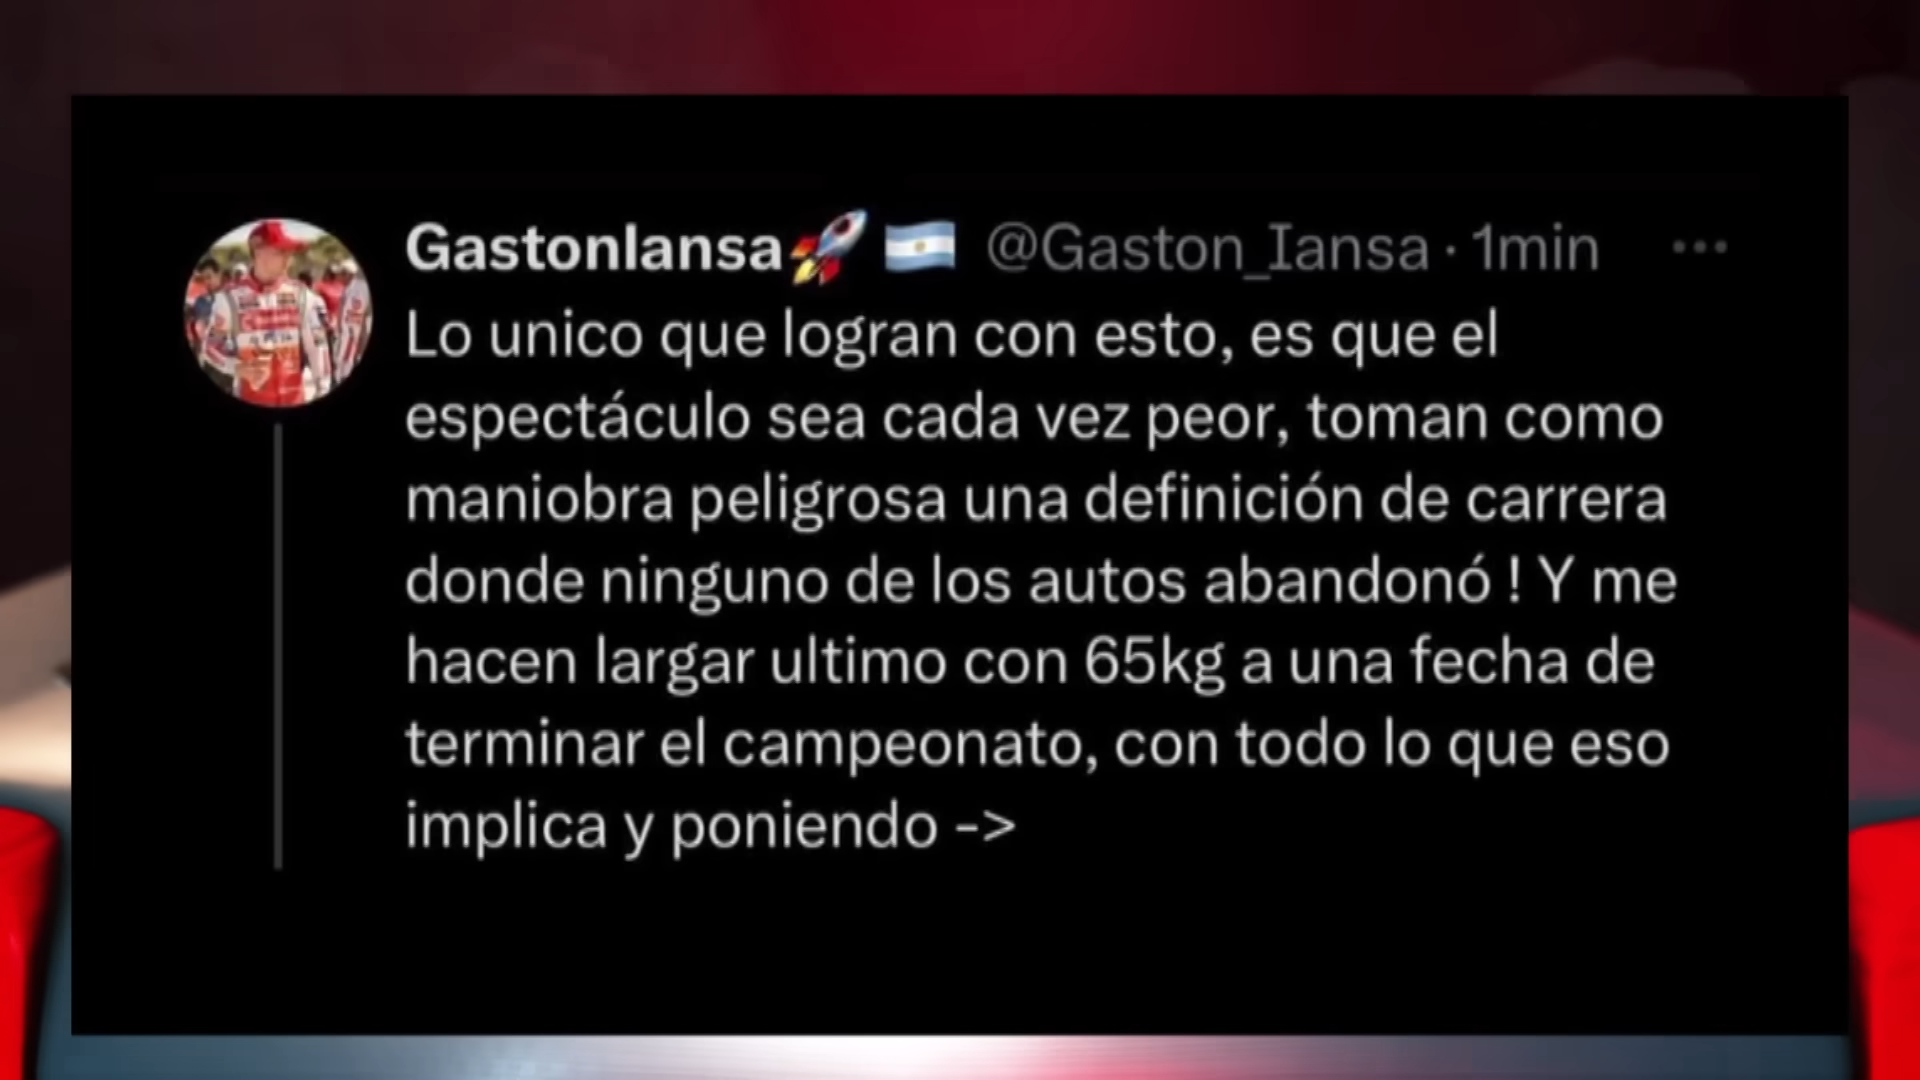 GastonIansa🚀🇦🇷 @Gaston_Iansa · 1min
Lo unico que logran con esto, es que el
espectáculo sea cada vez peor, toman como
maniobra peligrosa una definición de carrera
donde ninguno de los autos abandonó ! Y me
hacen largar ultimo con 65kg a una fecha de
terminar el campeonato, con todo lo que eso
implica y poniendo ->